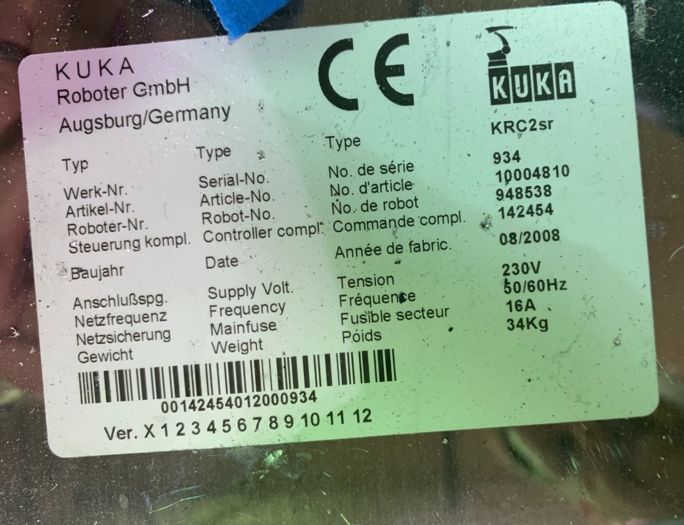 KUKA
Roboter GmbH
Augsburg/Germany
CE
KUKA
Typ Type Type KRC2sr
Werk-Nr. Serial-No. No. de série 934
Artikel-Nr. Article-No. No. d'article 10004810
Roboter-Nr. Robot-No. No. de robot 948538
Steuerung kompl. Controller compl. Commande compl. 142454
Baujahr Date Année de fabric. 08/2008
Anschlußspg. Supply Volt. Tension 230V
Netzfrequenz Frequency Fréquence 50/60Hz
Netzsicherung Mainfuse Fusible secteur 16A
Gewicht Weight Poids 34Kg
00142454012000934
Ver. X 1 2 3 4 5 6 7 8 9 10 11 12